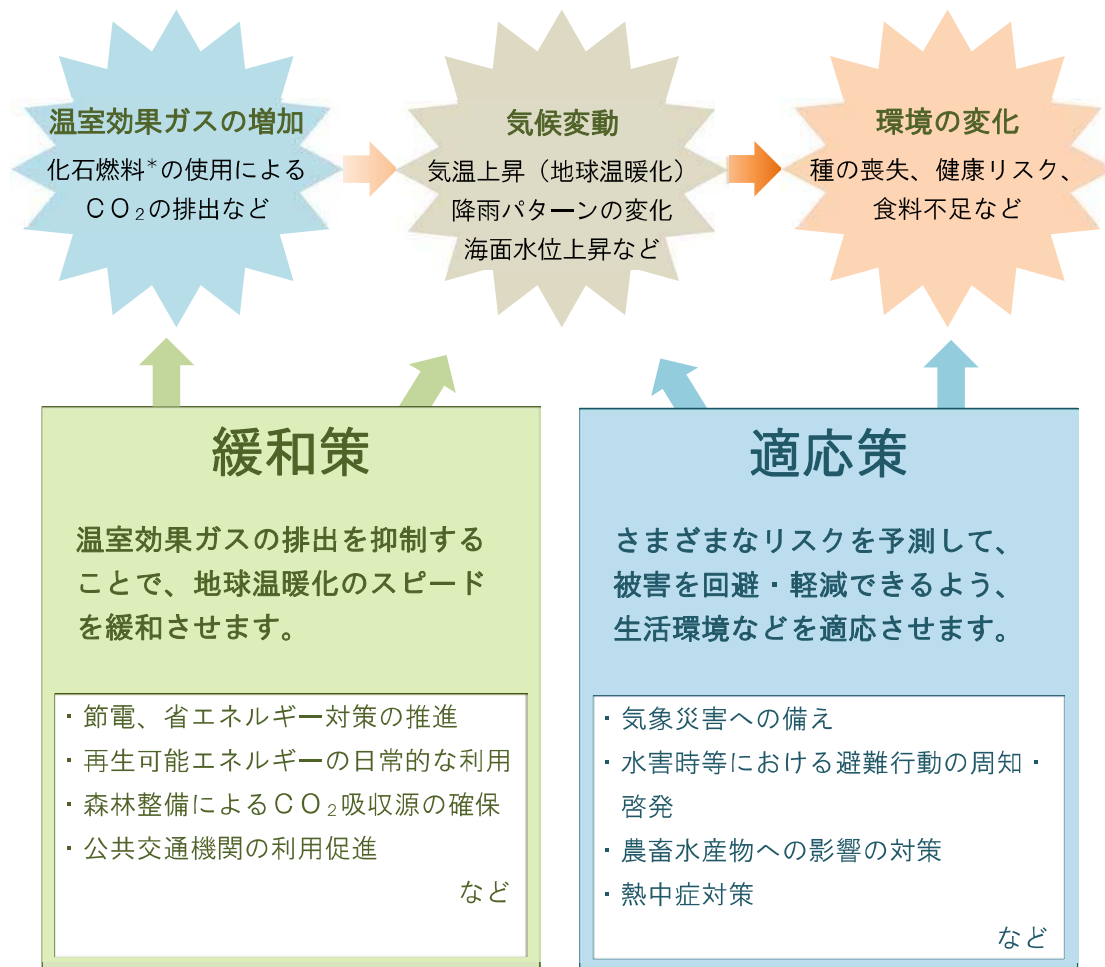 温室効果ガスの増加
化石燃料*の使用による
ＣＯ₂の排出など
気候変動
気温上昇（地球温暖化）
降雨パターンの変化
海面水位上昇など
環境の変化
種の喪失、健康リスク、
食料不足など
緩和策
温室効果ガスの排出を抑制する
ことで、地球温暖化のスピード
を緩和させます。
・節電、省エネルギー対策の推進
・再生可能エネルギーの日常的な利用
・森林整備によるＣＯ₂吸収源の確保
・公共交通機関の利用促進
など
適応策
さまざまなリスクを予測して、
被害を回避・軽減できるよう、
生活環境などを適応させます。
・気象災害への備え
・水害時等における避難行動の周知・
啓発
・農畜水産物への影響の対策
・熱中症対策
など